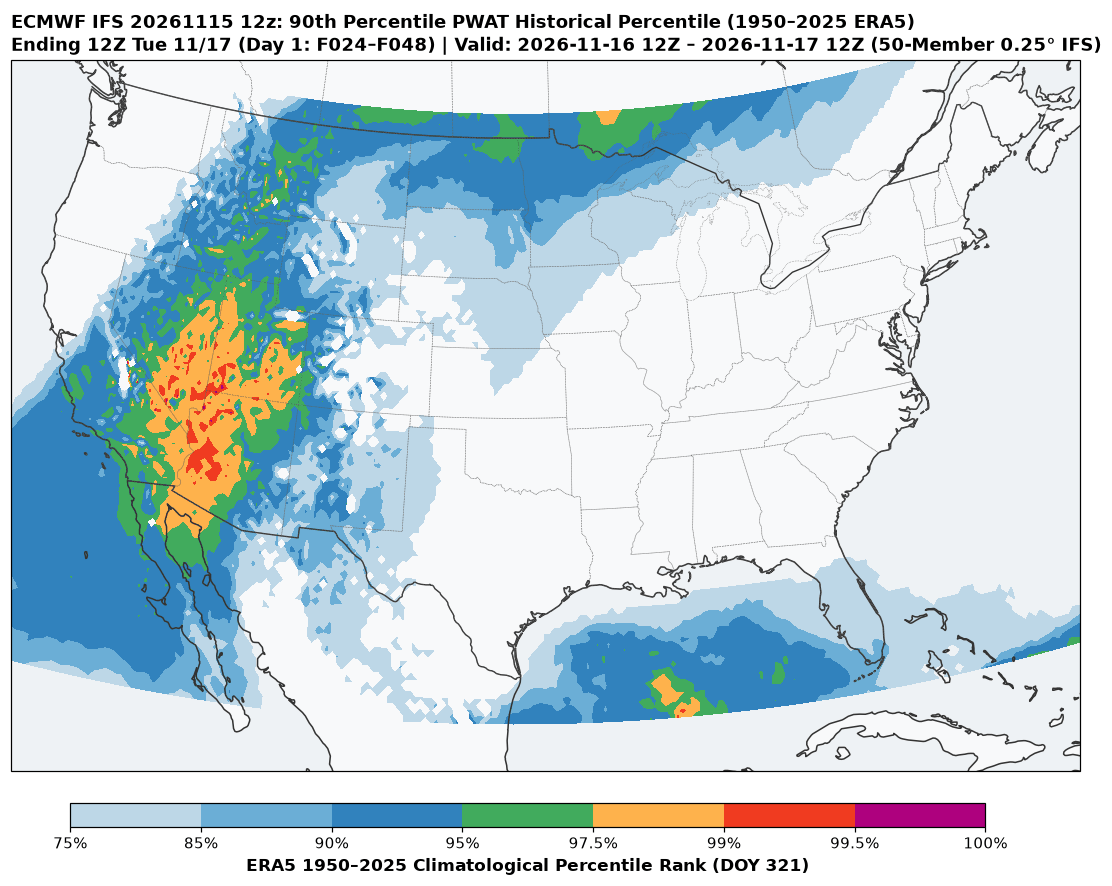 ECMWF IFS 20261115 12z: 90th Percentile PWAT Historical Percentile (1950–2025 ERA5)
Ending 12Z Tue 11/17 (Day 1: F024–F048) | Valid: 2026-11-16 12Z – 2026-11-17 12Z (50-Member 0.25° IFS)
75% 85% 90% 95% 97.5% 99% 99.5% 100%
ERA5 1950–2025 Climatological Percentile Rank (DOY 321)